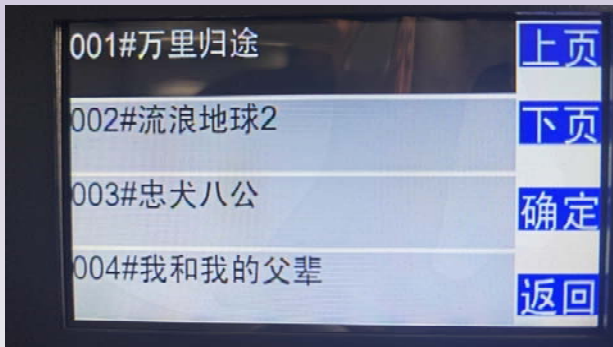 001#万里归途
上页
002#流浪地球2
下页
003#忠犬八公
确定
004#我和我的父辈
返回